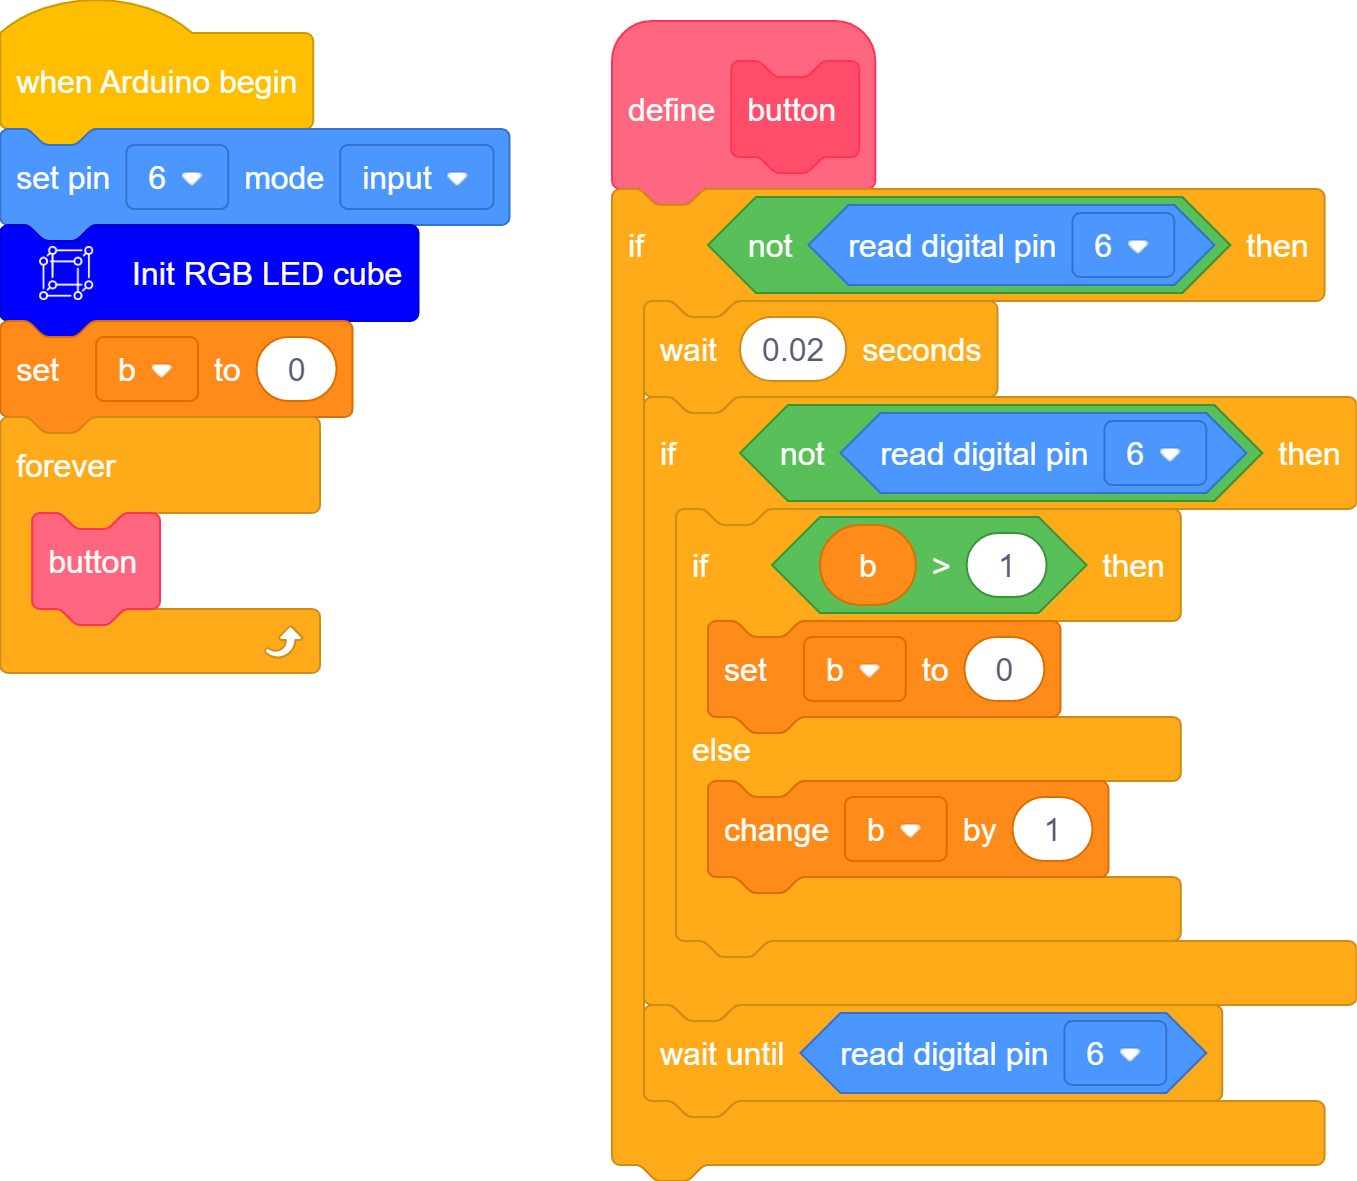 when Arduino begin
set pin 6 mode input
Init RGB LED cube
set b to 0
forever
button
define button
if not read digital pin 6 then
wait 0.02 seconds
if not read digital pin 6 then
if b > 1 then
set b to 0
else
change b by 1
wait until read digital pin 6